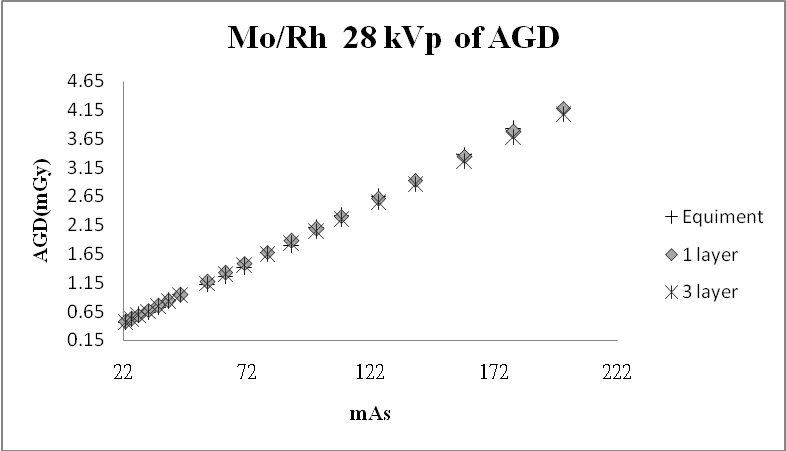 Mo/Rh 28 kVp of AGD
4.65
4.15
3.65
3.15
2.65
2.15
1.65
1.15
0.65
0.15
AGD(mGy)
22 72 122 172 222
mAs
Equiment
1 layer
3 layer